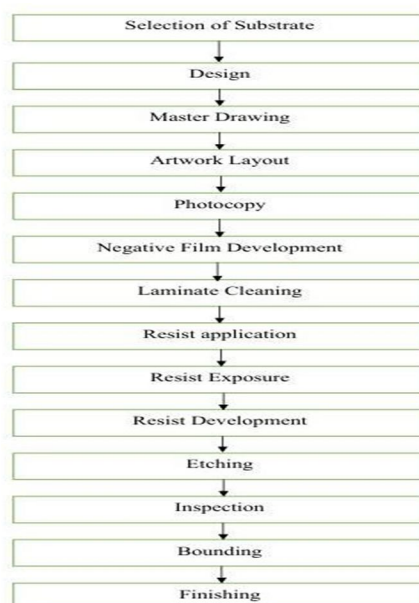 Selection of Substrate
Design
Master Drawing
Artwork Layout
Photocopy
Negative Film Development
Laminate Cleaning
Resist application
Resist Exposure
Resist Development
Etching
Inspection
Bounding
Finishing